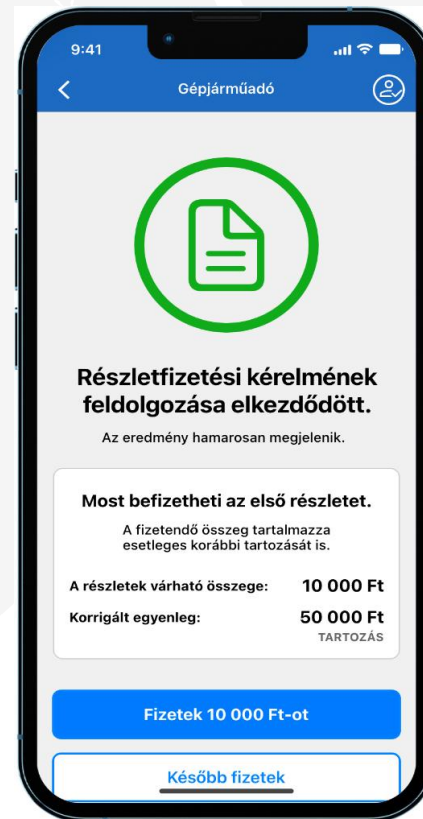 9:41
Gépjárműadó
Részletfizetési kérelmének
feldolgozása elkezdődött.
Az eredmény hamarosan megjelenik.
Most befizetheti az első részletet.
A fizetendő összeg tartalmazza
esetleges korábbi tartozását is.
A részletek várható összege: 10 000 Ft
Korrigált egyenleg: 50 000 Ft
TARTOZÁS
Fizetek 10 000 Ft-ot
Később fizetek